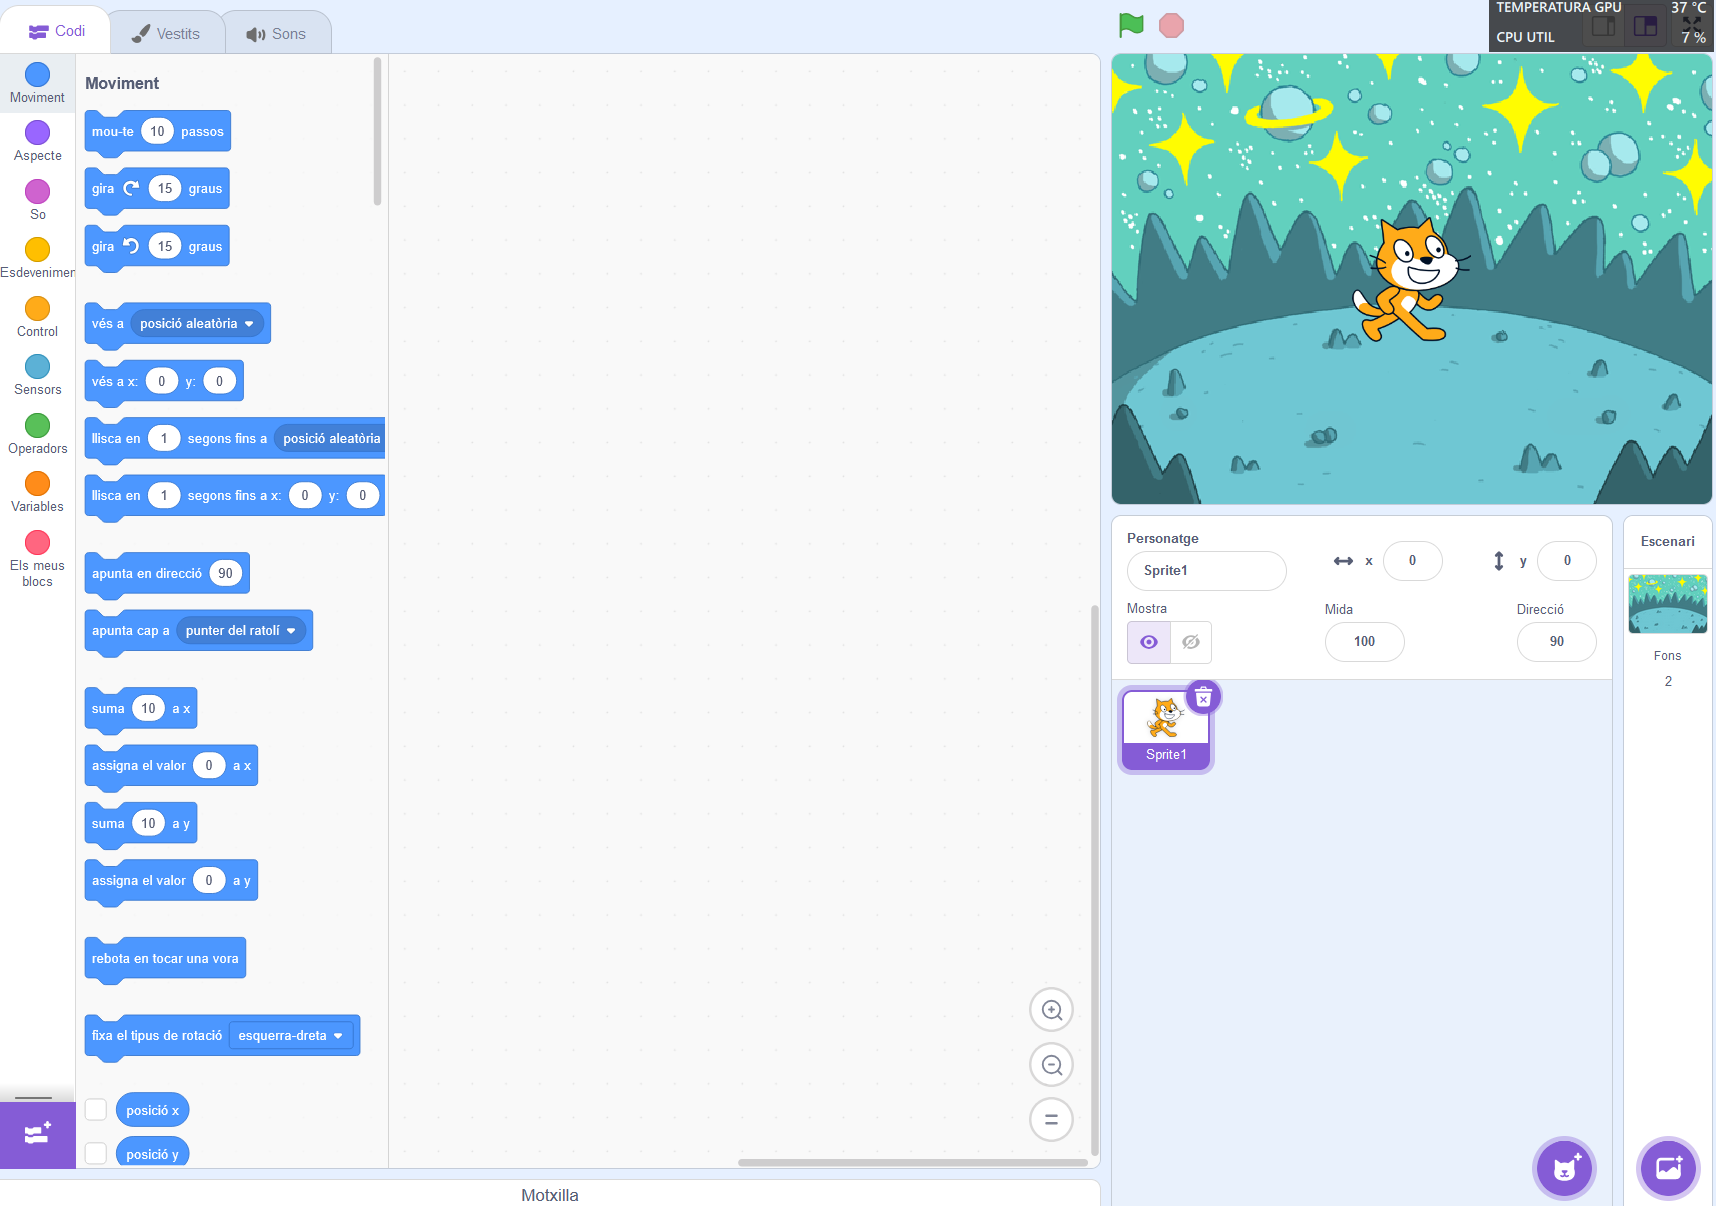 Codi
Vestits
Sons
TEMPERATURA GPU 37 °C
CPU UTIL 7 %
Moviment
Aspecte
So
Esdevenimen
Control
Sensors
Operadors
Variables
Els meus
blocs
Moviment
mou-te 10 passos
gira 15 graus
gira 15 graus
vés a posició aleatòria
vés a x: 0 y: 0
llisca en 1 segons fins a posició aleatòria
llisca en 1 segons fins a x: 0 y: 0
apunta en direcció 90
apunta cap a punter del ratolí
suma 10 a x
assigna el valor 0 a x
suma 10 a y
assigna el valor 0 a y
rebota en tocar una vora
fixa el tipus de rotació esquerra-dreta
posició x
posició y
Motxilla
Personatge
Sprite1
x 0
y 0
Mostra
Mida
100
Direcció
90
Sprite1
Escenari
Fons
2